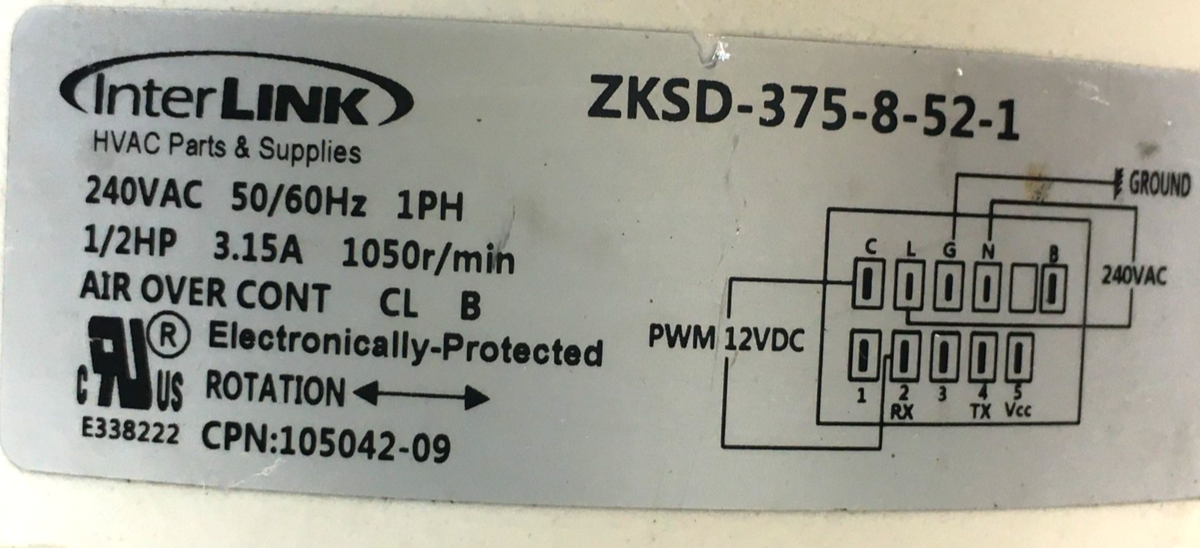 InterLINK
HVAC Parts & Supplies
ZKSD-375-8-52-1
240VAC 50/60Hz 1PH
1/2HP 3.15A 1050r/min
AIR OVER CONT CL B
Electronically-Protected
C RU US ®
ROTATION
E338222 CPN:105042-09
GROUND
C L G N B
240VAC
PWM 12VDC
1 2 3 4 5
RX TX Vcc